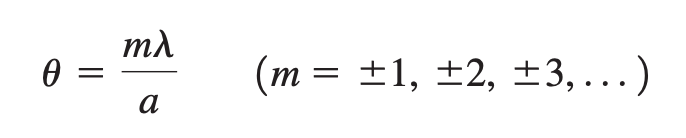 θ = mλ/a (m = ±1, ±2, ±3, . . . )